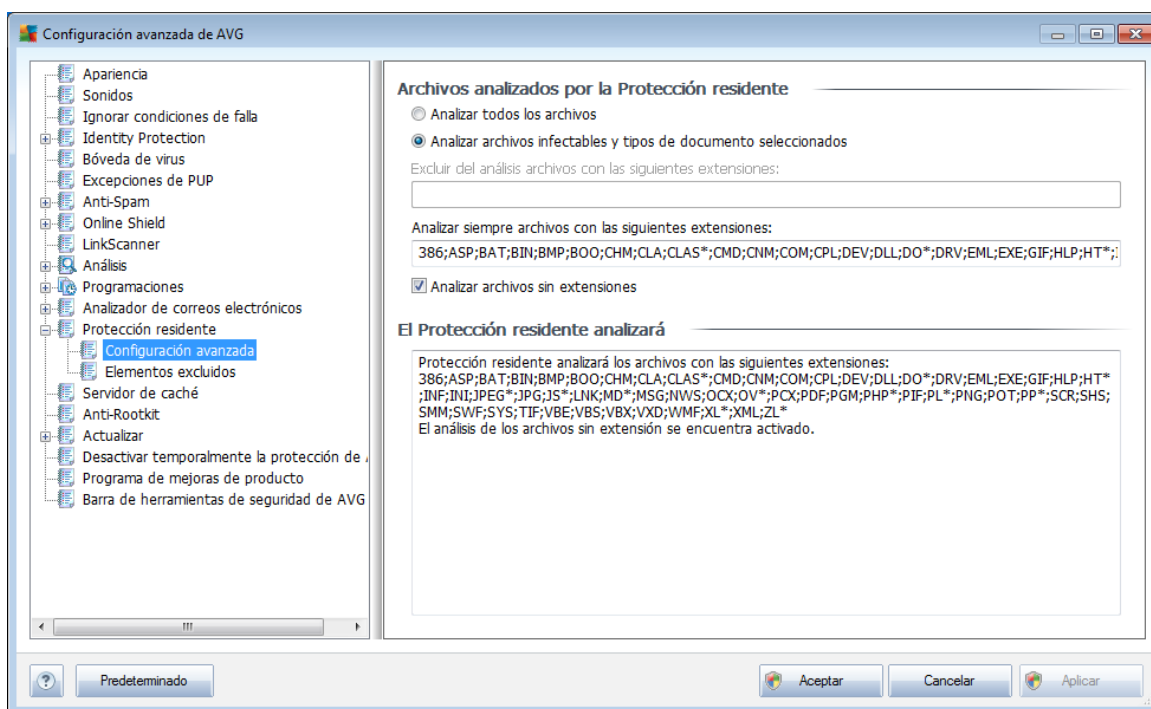 Configuración avanzada de AVG
Apariencia
Sonidos
Ignorar condiciones de falla
Identity Protection
Bóveda de virus
Excepciones de PUP
Anti-Spam
Online Shield
LinkScanner
Análisis
Programaciones
Analizador de correos electrónicos
Protección residente
Configuración avanzada
Elementos excluidos
Servidor de caché
Anti-Rootkit
Actualizar
Desactivar temporalmente la protección de
Programa de mejoras de producto
Barra de herramientas de seguridad de AVG
Archivos analizados por la Protección residente
Analizar todos los archivos
Analizar archivos infectables y tipos de documento seleccionados
Excluir del análisis archivos con las siguientes extensiones:
Analizar siempre archivos con las siguientes extensiones:
386;ASP;BAT;BIN;BMP;BOO;CHM;CLA;CLAS*;CMD;CNM;COM;CPL;DEV;DLL;DO*;DRV;EML;EXE;GIF;HLP;HT*;
Analizar archivos sin extensiones
El Protección residente analizará
Protección residente analizará los archivos con las siguientes extensiones:
386;ASP;BAT;BIN;BMP;BOO;CHM;CLA;CLAS*;CMD;CNM;COM;CPL;DEV;DLL;DO*;DRV;EML;EXE;GIF;HLP;HT*
;INF;INI;JPEG*;JPG;JS*;LNK;MD*;MSG;NWS;OCX;OV*;PCX;PDF;PGM;PHP*;PIF;PL*;PNG;POT;PP*;SCR;SHS;
SMM;SWF;SYS;TIF;VBE;VBS;VBX;VXD;WMF;XL*;XML;ZL*
El análisis de los archivos sin extensión se encuentra activado.
?
Predeterminado
Aceptar
Cancelar
Aplicar